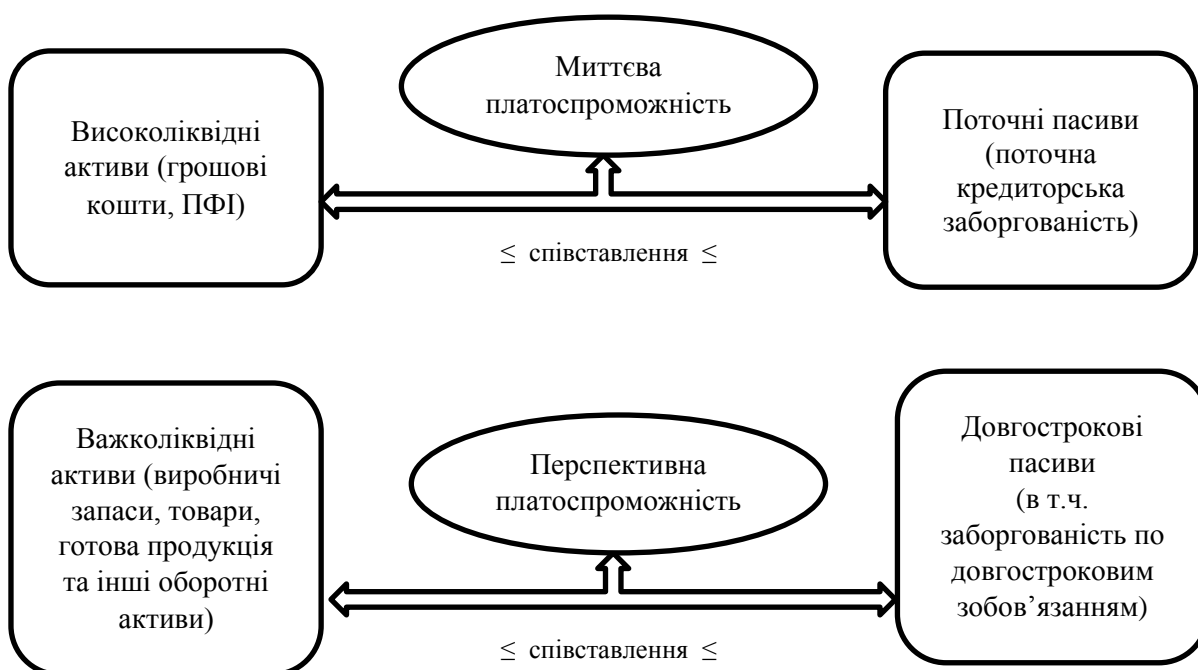 Миттєва
платоспроможність
Високоліквідні
активи (грошові
кошти, ПФІ)
Поточні пасиви
(поточна
кредиторська
заборгованість)
≤ співставлення ≤
Важколіквідні
активи (виробничі
запаси, товари,
готова продукція
та інші оборотні
активи)
Перспективна
платоспроможність
Довгострокові
пасиви
(в т.ч.
заборгованість по
довгостроковим
зобов’язанням)
≤ співставлення ≤